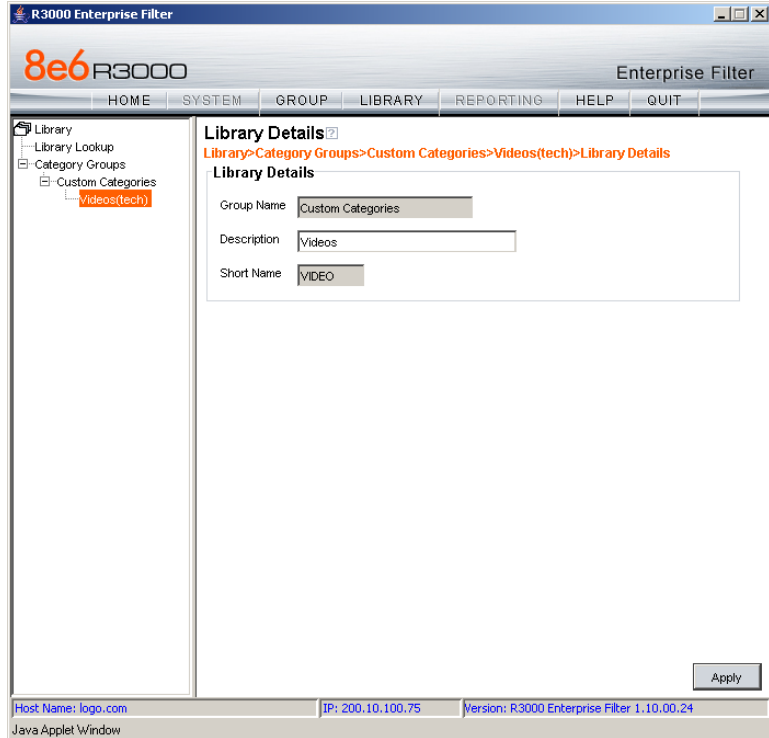 R3000 Enterprise Filter
8e6 R3000
Enterprise Filter
HOME SYSTEM GROUP LIBRARY REPORTING HELP QUIT
Library
Library Lookup
Category Groups
Custom Categories
Videos(tech)
Library Details
Library>Category Groups>Custom Categories>Videos(tech)>Library Details
Library Details
Group Name Custom Categories
Description Videos
Short Name VIDEO
Apply
Host Name: logo.com IP: 200.10.100.75 Version: R3000 Enterprise Filter 1.10.00.24
Java Applet Window